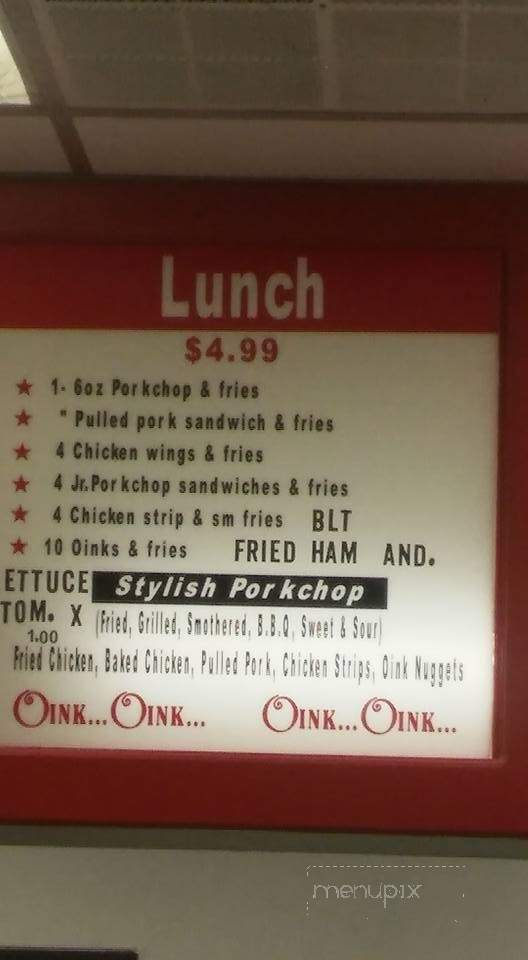 Lunch
$4.99
★ 1- 6oz Porkchop & fries
★ " Pulled pork sandwich & fries
★ 4 Chicken wings & fries
★ 4 Jr.Porkchop sandwiches & fries
★ 4 Chicken strip & sm fries BLT
★ 10 Oinks & fries FRIED HAM AND.
ETTUCE Stylish Porkchop
TOM. X (Fried, Grilled, Smothered, B.B.Q, Sweet & Sour)
1.00
Fried Chicken, Baked Chicken, Pulled Pork, Chicken Strips, Oink Nuggets
OINK... OINK... OINK... OINK...
menupix